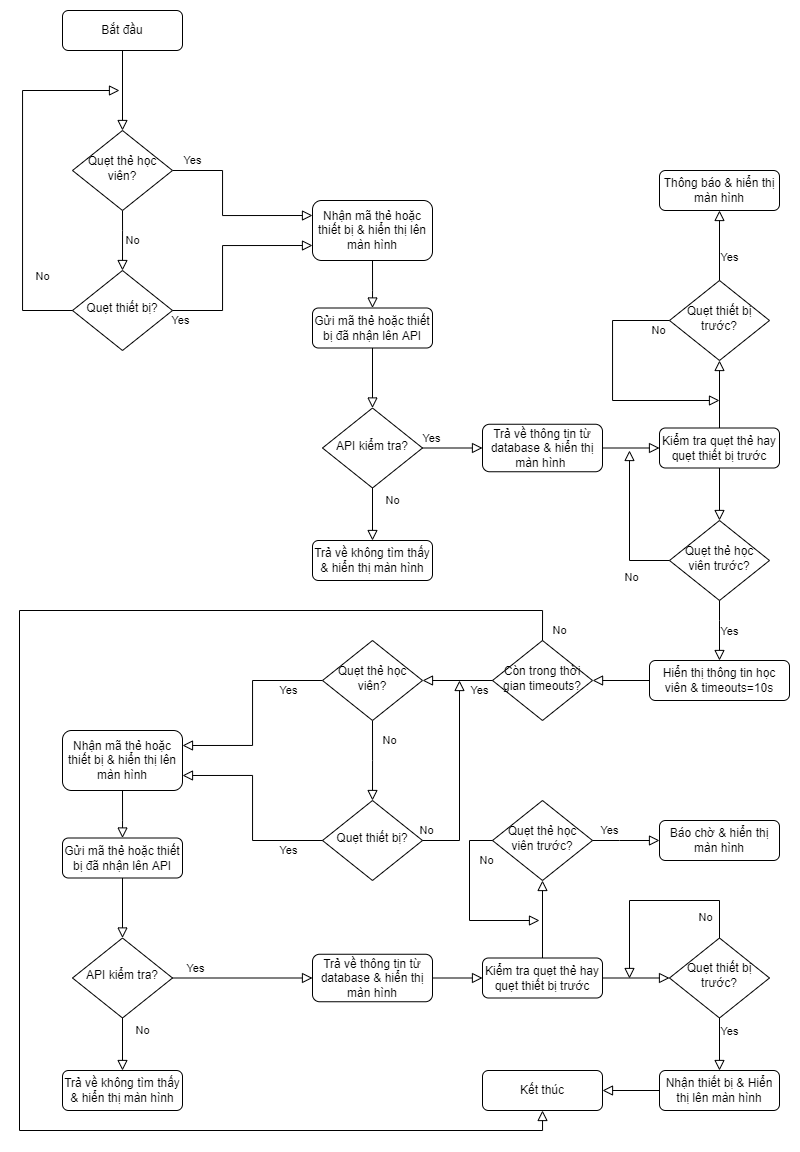 Bắt đầu
Quẹt thẻ học
viên?
Yes
No
No
Quẹt thiết bị?
Yes
Nhận mã thẻ hoặc
thiết bị & hiển thị lên
màn hình
Gửi mã thẻ hoặc thiết
bị đã nhận lên API
API kiểm tra?
Yes
No
Trả về không tìm thấy
& hiển thị màn hình
Trả về thông tin từ
database & hiển thị
màn hình
Thông báo & hiển thị
màn hình
Yes
Quẹt thiết bị
trước?
No
Kiểm tra quẹt thẻ hay
quẹt thiết bị trước
Quẹt thẻ học
viên trước?
No
Yes
Hiển thị thông tin học
viên & timeouts=10s
No
Còn trong thời
gian timeouts?
Yes
Quẹt thẻ học
viên?
Yes
No
Quẹt thiết bị?
No
Yes
Nhận mã thẻ hoặc
thiết bị & hiển thị lên
màn hình
Gửi mã thẻ hoặc thiết
bị đã nhận lên API
API kiểm tra?
Yes
No
Trả về không tìm thấy
& hiển thị màn hình
Trả về thông tin từ
database & hiển thị
màn hình
Kiểm tra quẹt thẻ hay
quẹt thiết bị trước
Quẹt thẻ học
viên trước?
No
Yes
Báo chờ & hiển thị
màn hình
No
Quẹt thiết bị
trước?
Yes
Nhận thiết bị & Hiển
thị lên màn hình
Kết thúc